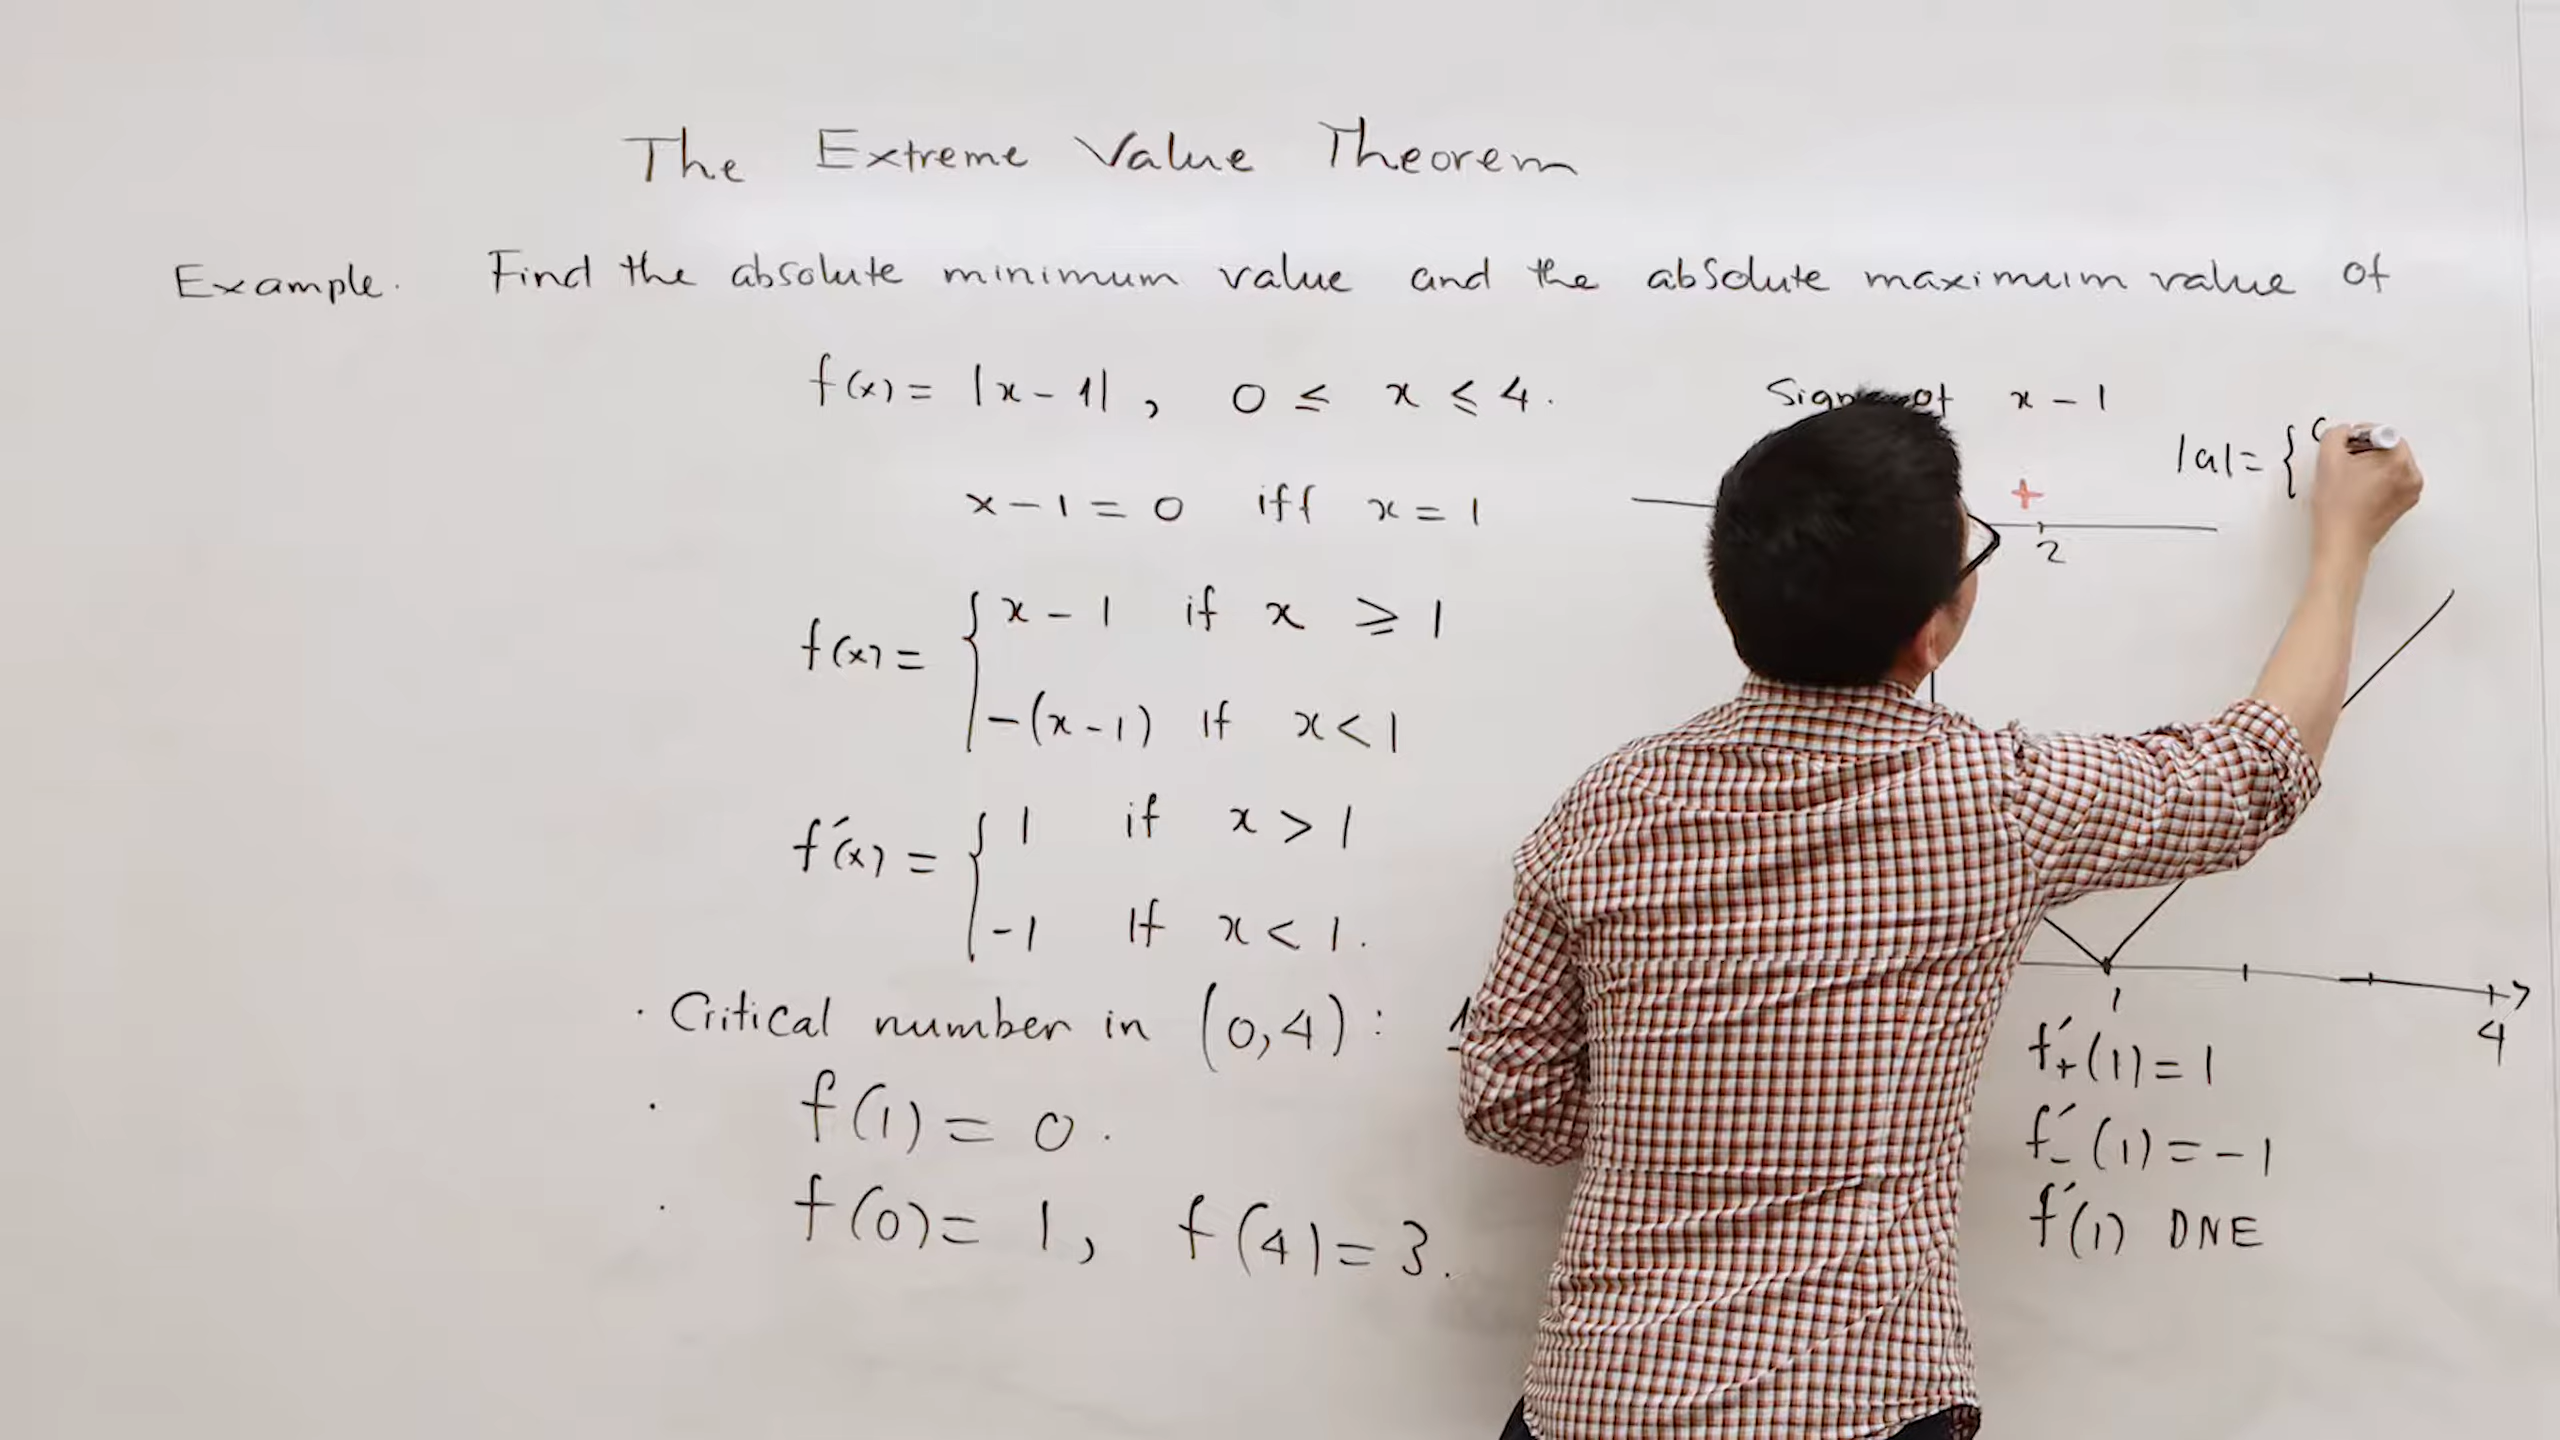 The Extreme Value Theorem
Example. Find the absolute minimum value and the absolute maximum value of
f(x) = |x - 1| , 0 ≤ x ≤ 4.
x - 1 = 0 iff x = 1
f(x) = { x - 1 if x ≥ 1
-(x - 1) if x < 1
f'(x) = { 1 if x > 1
-1 if x < 1.
· Critical number in (0,4) :
· f(1) = 0.
· f(0) = 1, f(4) = 3.
of x - 1
|a| = {
+
2
1
4
f'₊(1) = 1
f'₋(1) = -1
f'(1) DNE